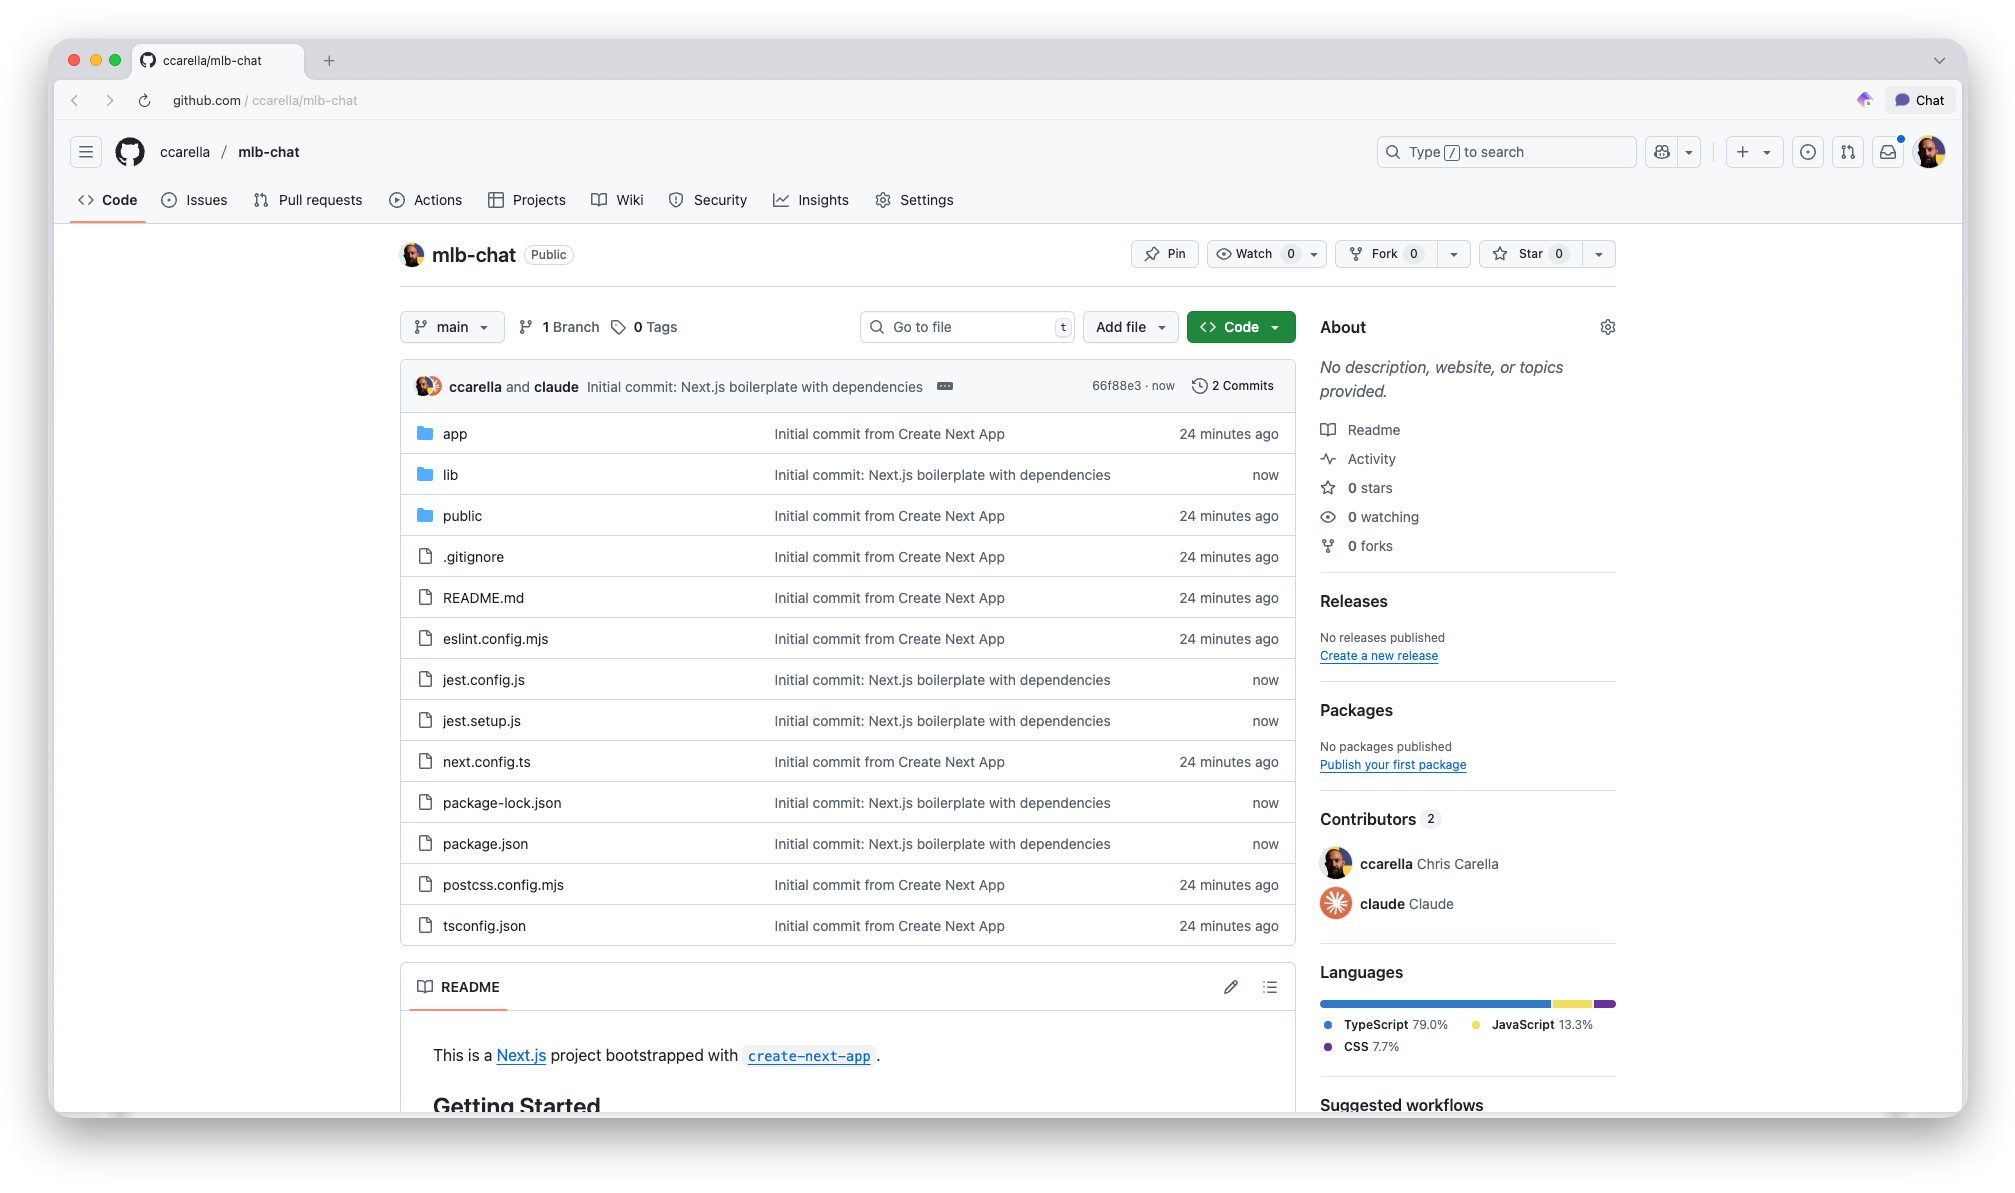 ccarella/mlb-chat
github.com / ccarella/mlb-chat
Chat
ccarella / mlb-chat
Type / to search
Code Issues Pull requests Actions Projects Wiki Security Insights Settings
mlb-chat Public
Pin Watch 0 Fork 0 Star 0
main 1 Branch 0 Tags Go to file t Add file Code
ccarella and claude Initial commit: Next.js boilerplate with dependencies 66f88e3 · now 2 Commits
app Initial commit from Create Next App 24 minutes ago
lib Initial commit: Next.js boilerplate with dependencies now
public Initial commit from Create Next App 24 minutes ago
.gitignore Initial commit from Create Next App 24 minutes ago
README.md Initial commit from Create Next App 24 minutes ago
eslint.config.mjs Initial commit from Create Next App 24 minutes ago
jest.config.js Initial commit: Next.js boilerplate with dependencies now
jest.setup.js Initial commit: Next.js boilerplate with dependencies now
next.config.ts Initial commit from Create Next App 24 minutes ago
package-lock.json Initial commit: Next.js boilerplate with dependencies now
package.json Initial commit: Next.js boilerplate with dependencies now
postcss.config.mjs Initial commit from Create Next App 24 minutes ago
tsconfig.json Initial commit from Create Next App 24 minutes ago
README
This is a Next.js project bootstrapped with create-next-app .
Getting Started
About
No description, website, or topics
provided.
Readme
Activity
0 stars
0 watching
0 forks
Releases
No releases published
Create a new release
Packages
No packages published
Publish your first package
Contributors 2
ccarella Chris Carella
claude Claude
Languages
TypeScript 79.0% JavaScript 13.3%
CSS 7.7%
Suggested workflows